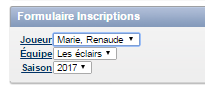 Formulaire Inscriptions
Joueur Marie, Renaude
Équipe Les éclairs
Saison 2017